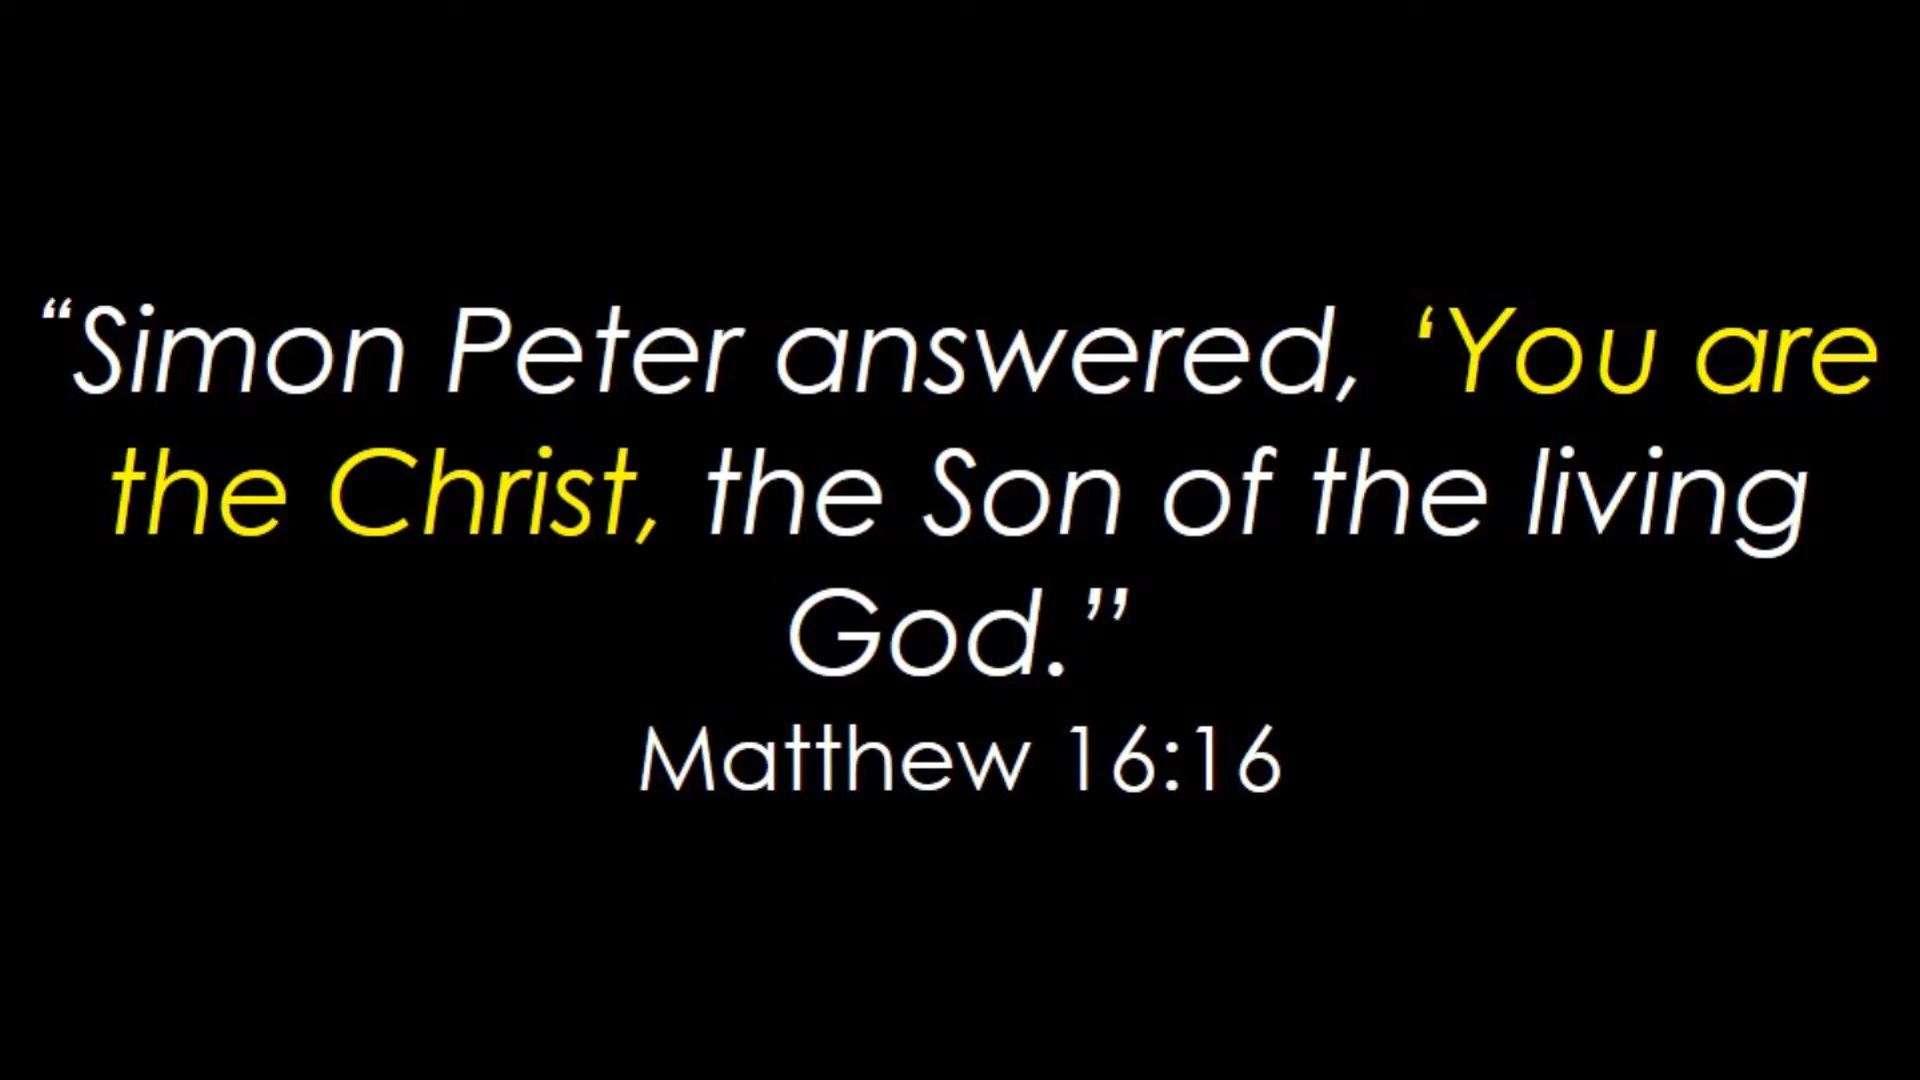 “Simon Peter answered, ‘You are
the Christ, the Son of the living
God.”
Matthew 16:16